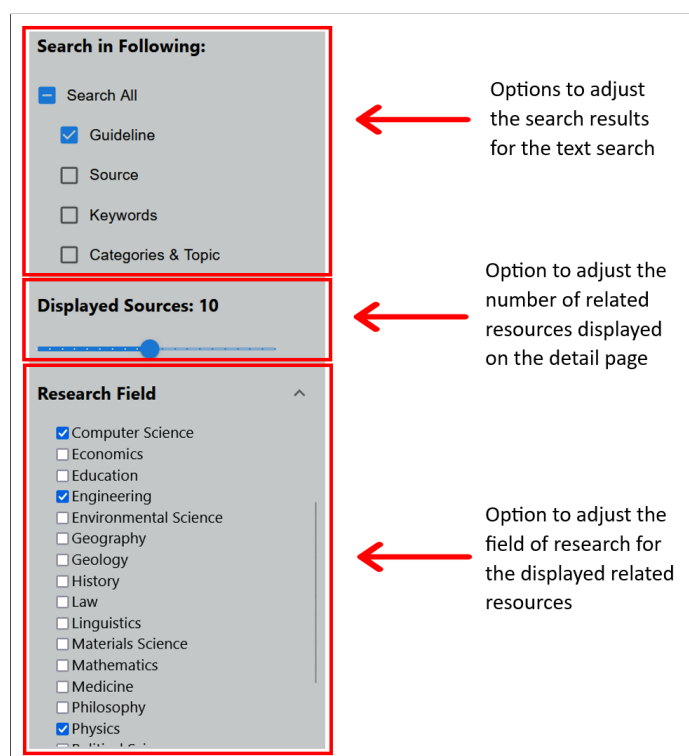 Search in Following:
Search All
Guideline
Source
Keywords
Categories & Topic
Options to adjust
the search results
for the text search
Displayed Sources: 10
Option to adjust the
number of related
resources displayed
on the detail page
Research Field
Computer Science
Economics
Education
Engineering
Environmental Science
Geography
Geology
History
Law
Linguistics
Materials Science
Mathematics
Medicine
Philosophy
Physics
Option to adjust the
field of research for
the displayed related
resources